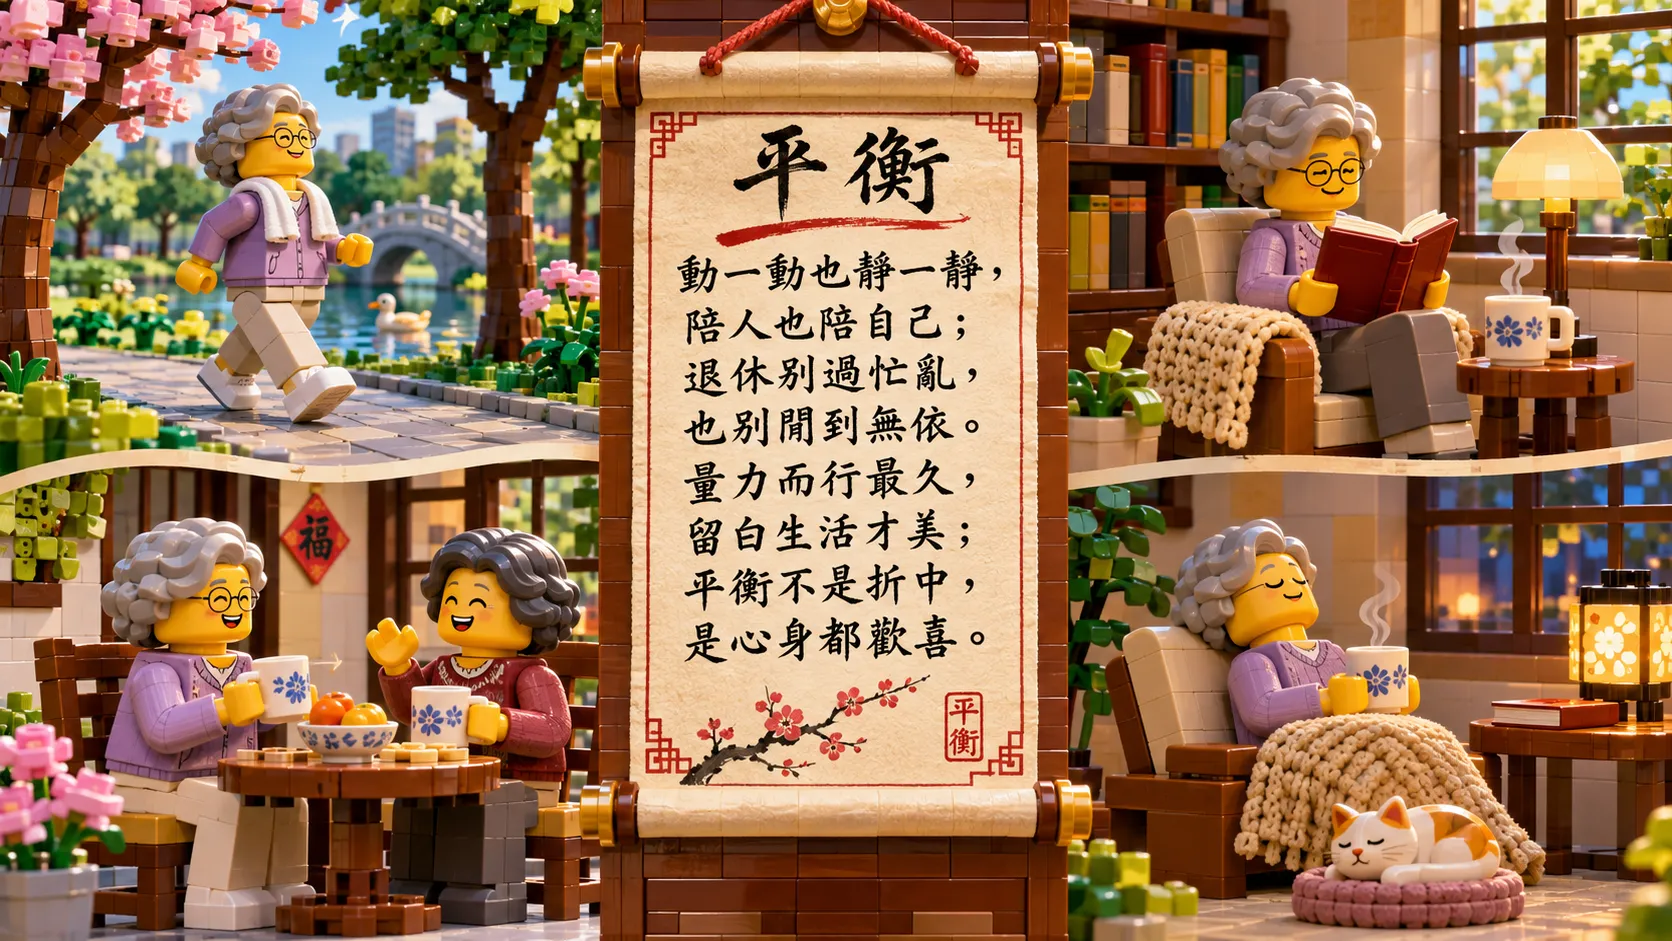 平衡
動一動也靜一靜，
陪人也陪自己；
退休別過忙亂，
也別閒到無依。
量力而行最久，
留白生活才美；
平衡不是折中，
是心身都歡喜。
平衡
福